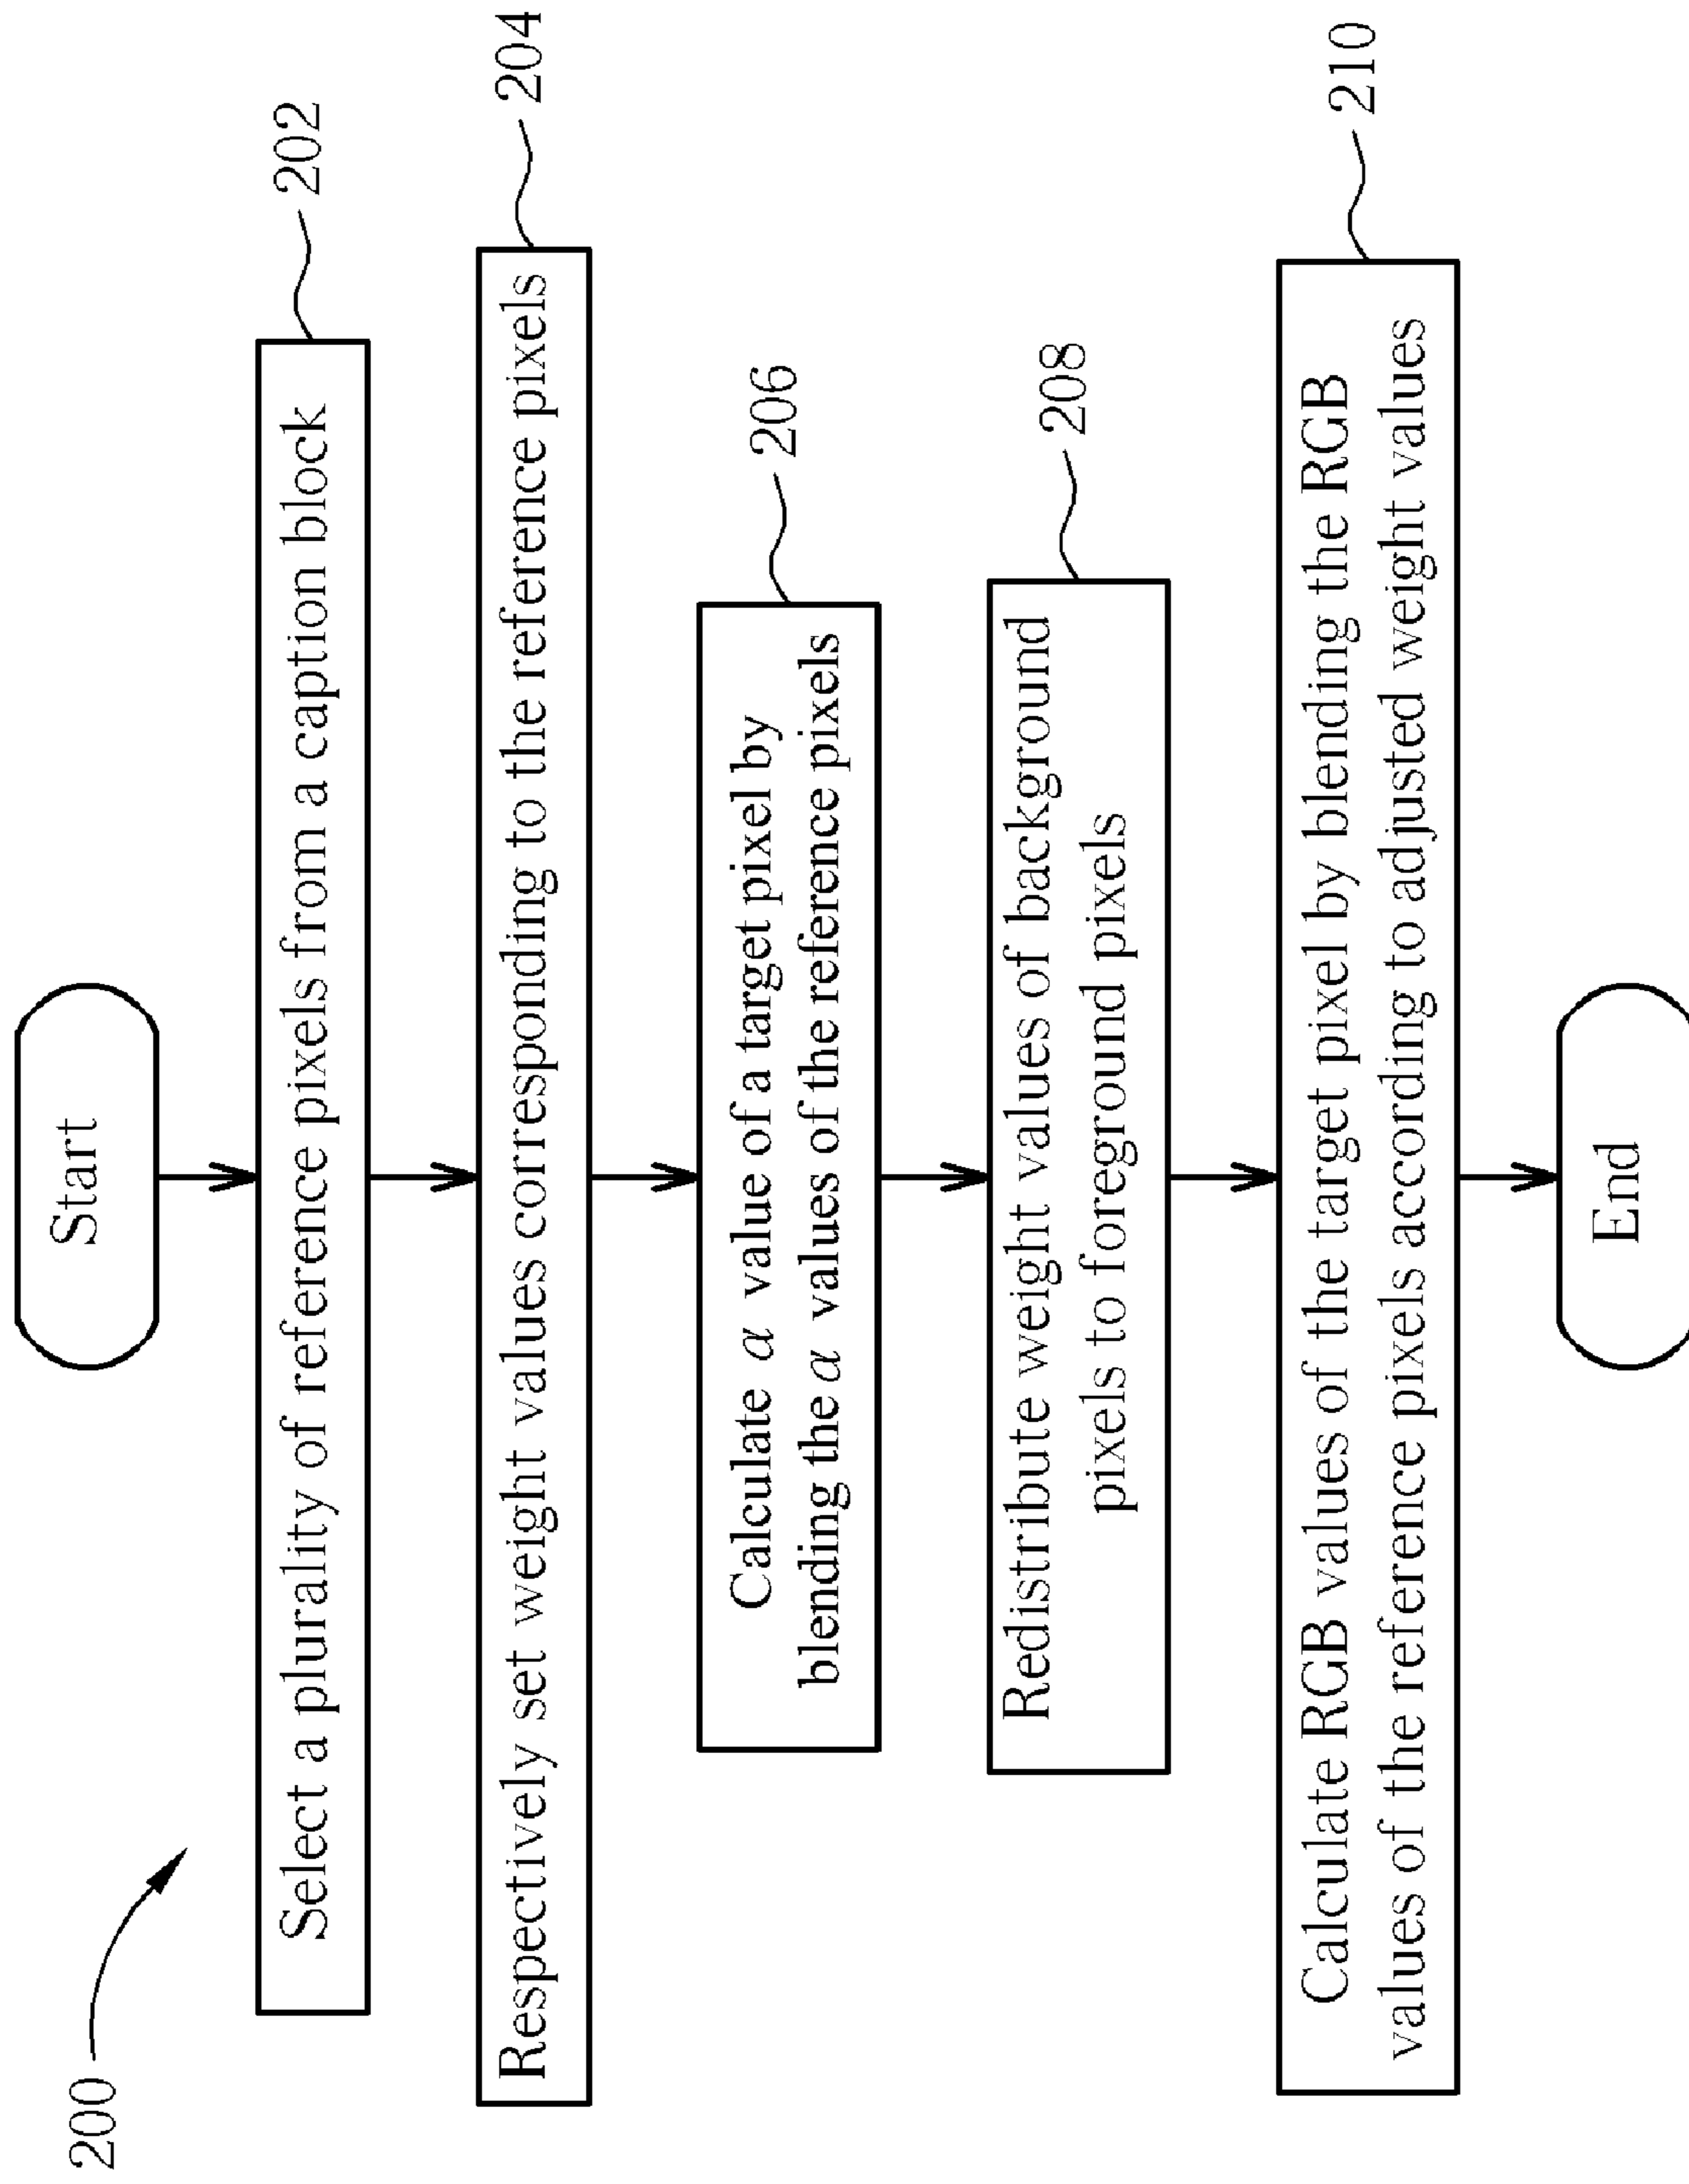 200
Start
Select a plurality of reference pixels from a caption block
202
Respectively set weight values corresponding to the reference pixels
204
Calculate α value of a target pixel by
blending the α values of the reference pixels
206
Redistribute weight values of background
pixels to foreground pixels
208
Calculate RGB values of the target pixel by blending the RGB
values of the reference pixels according to adjusted weight values
210
End